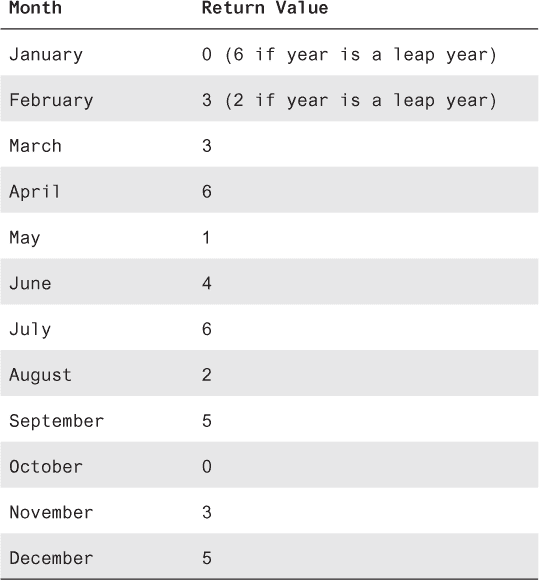 Month Return Value
January 0 (6 if year is a leap year)
February 3 (2 if year is a leap year)
March 3
April 6
May 1
June 4
July 6
August 2
September 5
October 0
November 3
December 5